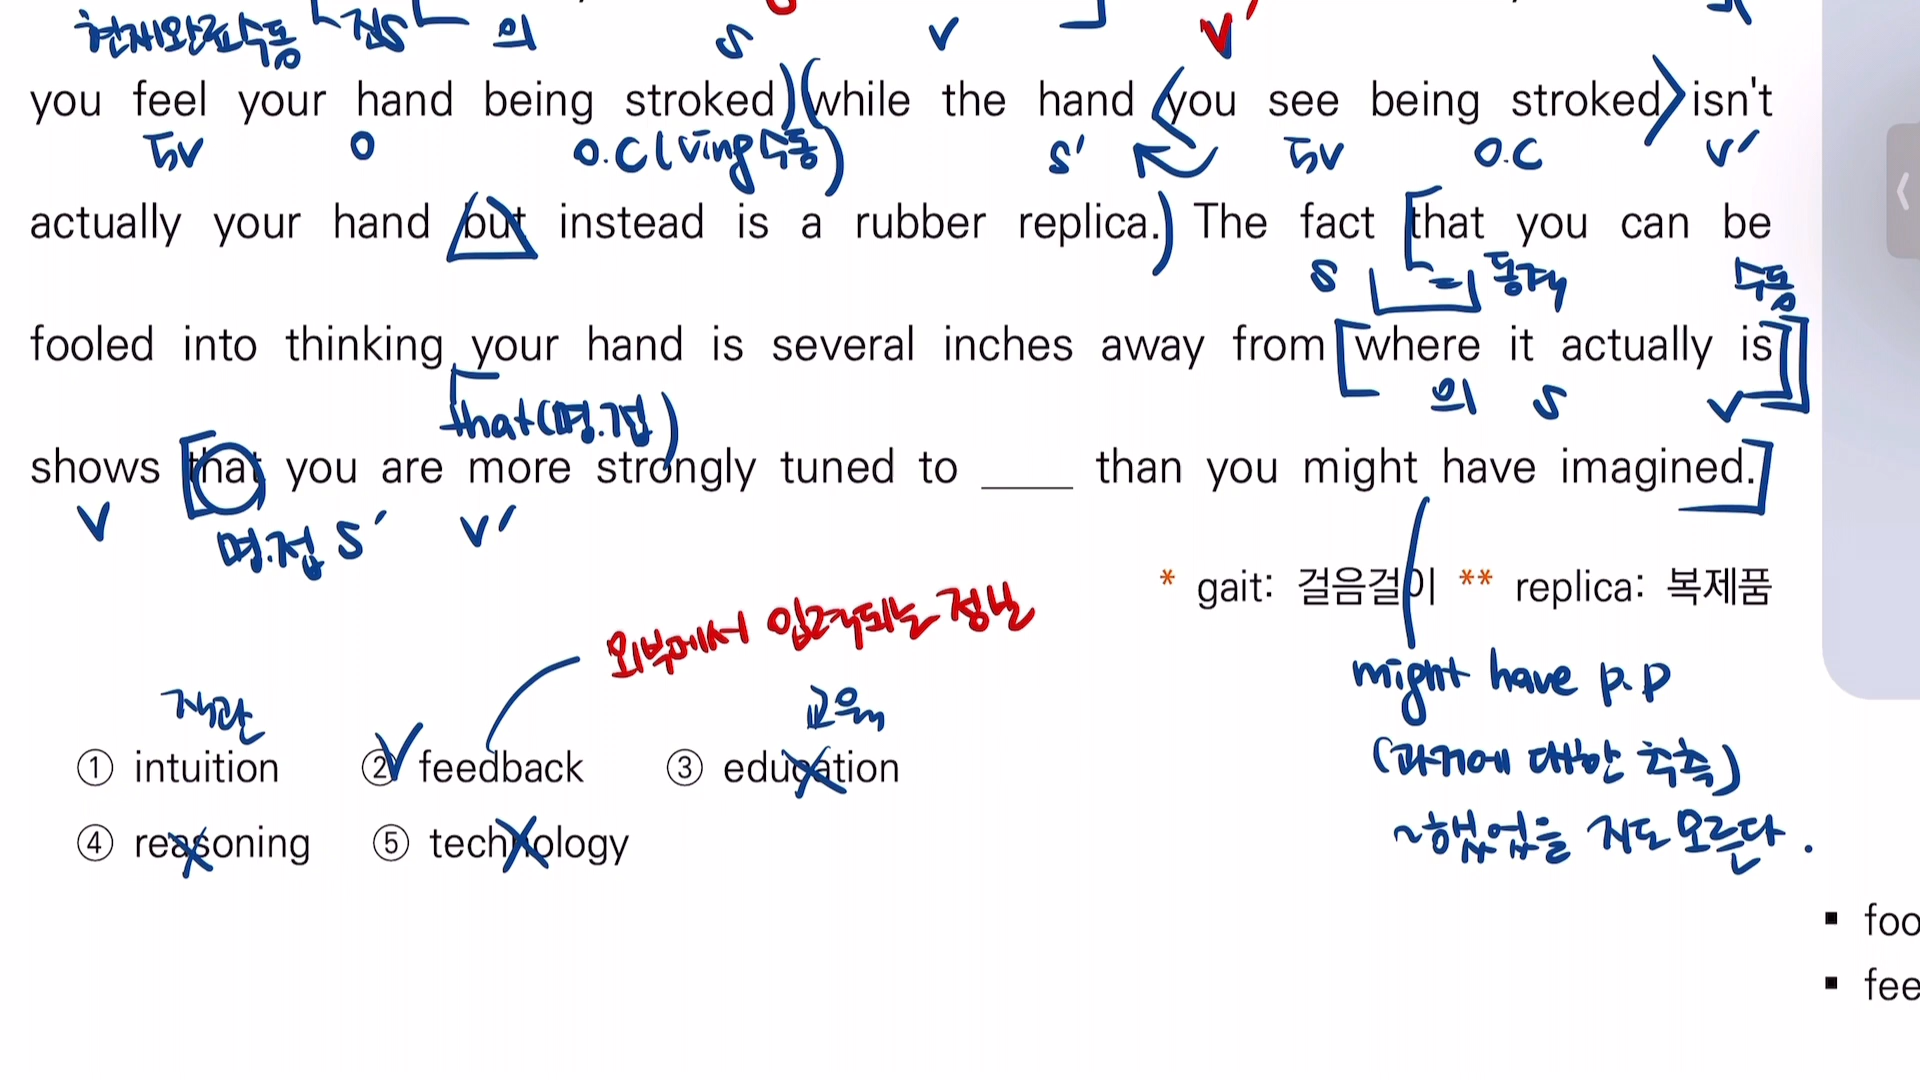 현재완료수동 접S 의 S V V'
you feel your hand being stroked) (while the hand <you see being stroked> isn't
5V O O.C (ving 수동) S' 5V O.C V'
actually your hand but instead is a rubber replica.) The fact [that you can be
S = 동격 수동
fooled into thinking your hand is several inches away from [where it actually is]]
that (명.접) 의 S V
shows [that you are more strongly tuned to ____ than you might have imagined.]
V 명.접 S' V'
* gait: 걸음걸이 ** replica: 복제품
외부에서 입력되는 정보
might have p.p
(과거에 대한 추측)
~했었을 지도 모른다.
직관 교육
① intuition ② feedback ③ education
④ reasoning ⑤ technology
▪ foo
▪ fee